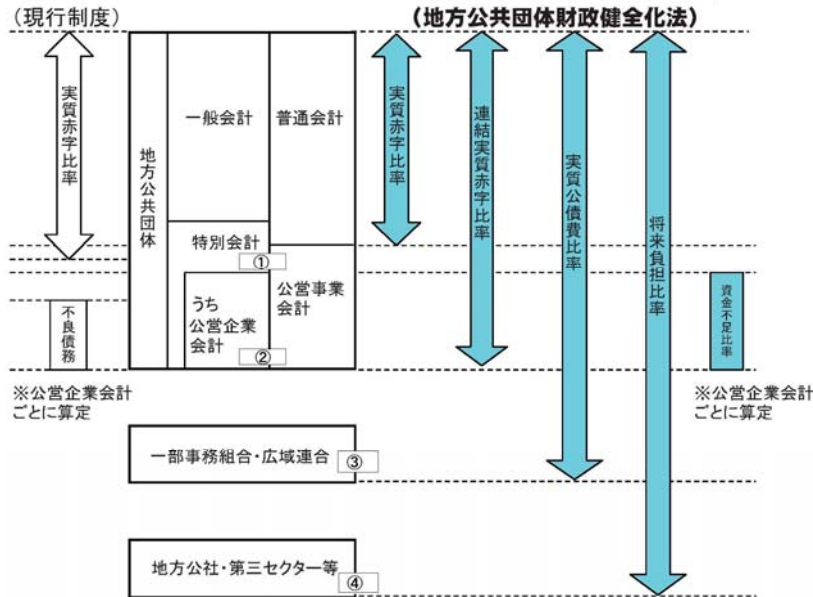 (現行制度)
(地方公共団体財政健全化法)
実質赤字比率
地方公共団体
一般会計
普通会計
実質赤字比率
連結実質赤字比率
実質公債費比率
将来負担比率
特別会計
①
うち
公営企業
会計
②
公営事業
会計
不良債務
資金不足比率
※公営企業会計
ごとに算定
※公営企業会計
ごとに算定
一部事務組合・広域連合
③
地方公社・第三セクター等
④